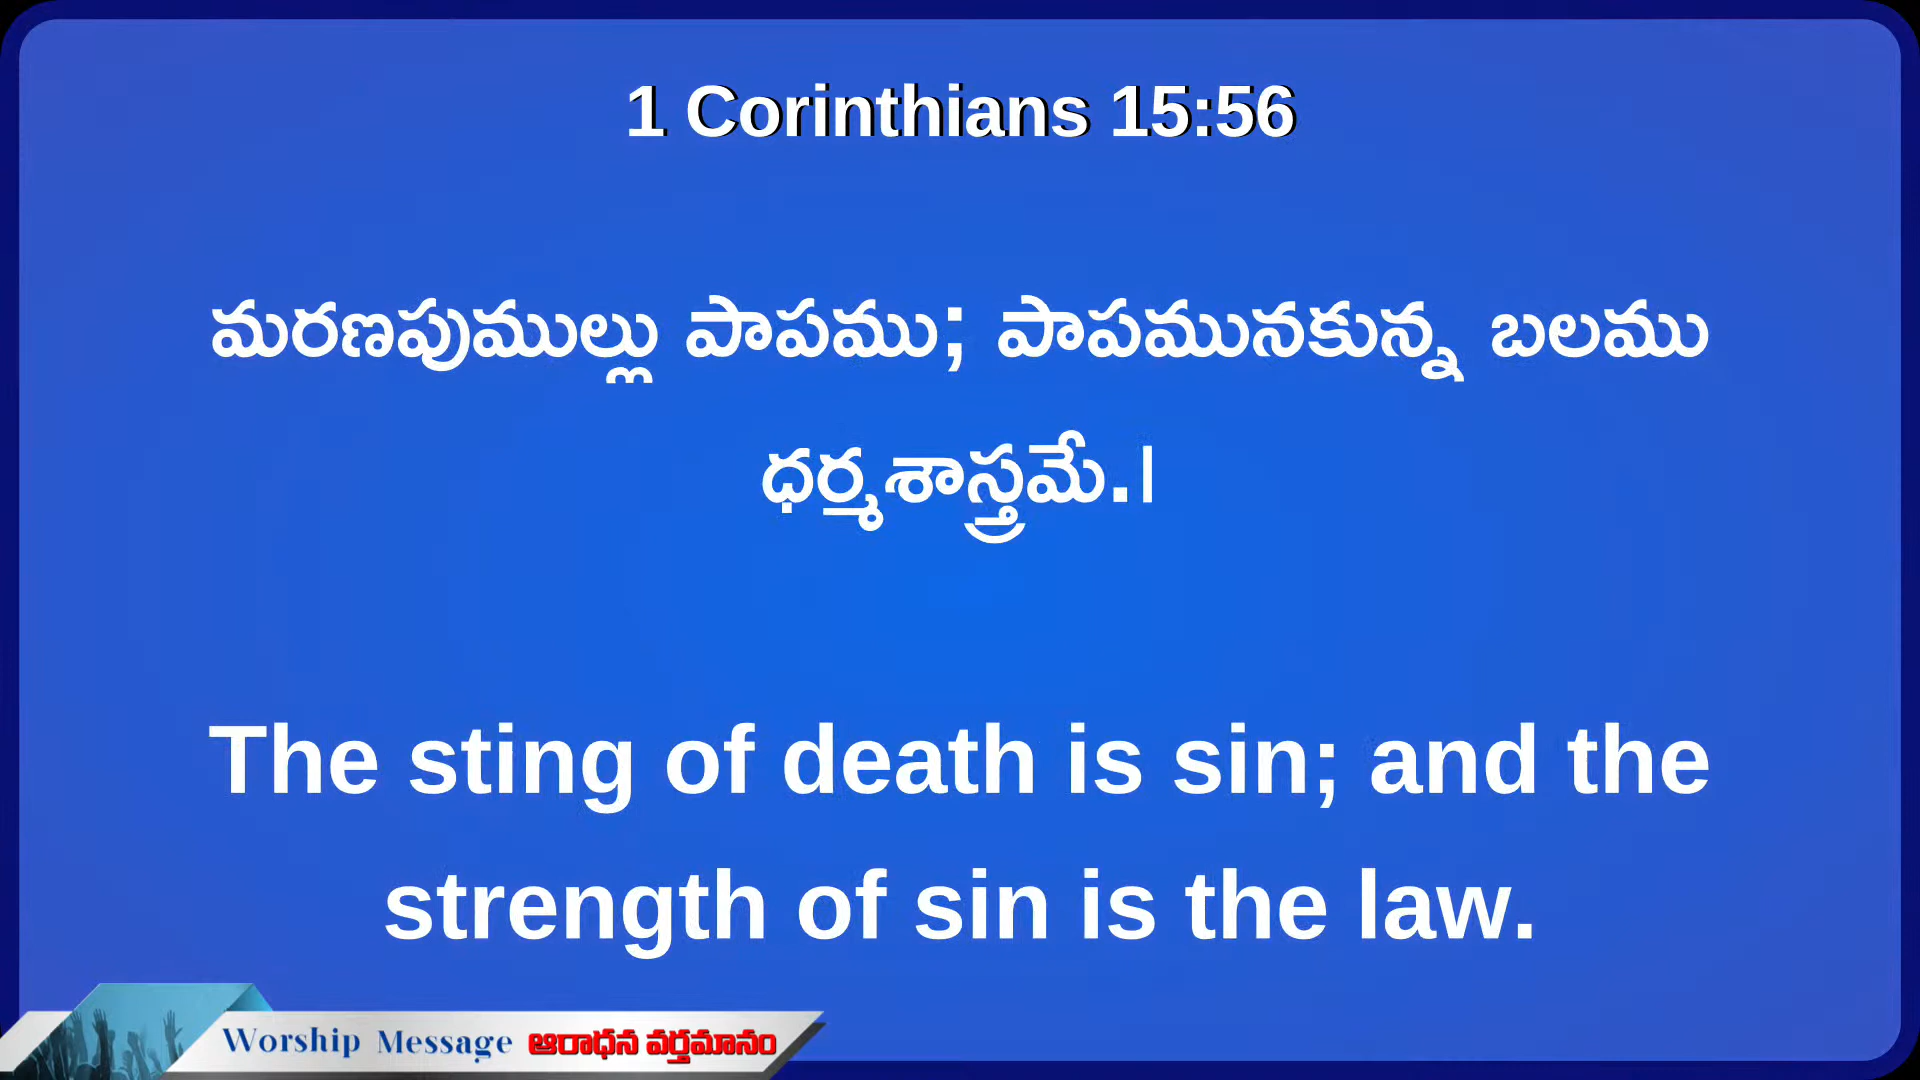 1 Corinthians 15:56
మరణపుముల్లు పాపము; పాపమునకున్న బలము
ధర్మశాస్త్రమే.।
The sting of death is sin; and the
strength of sin is the law.
Worship Message ఆరాధన వర్తమానం